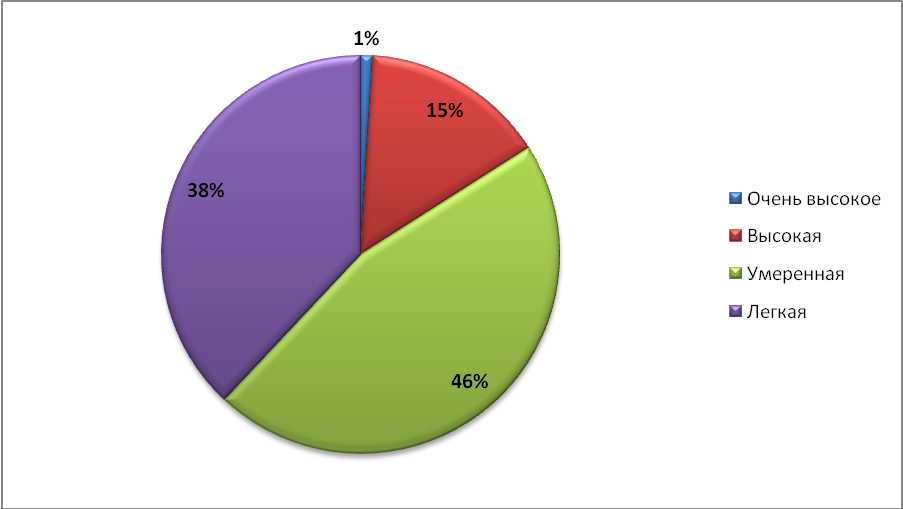 1%
15%
38%
46%
Очень высокое
Высокая
Умеренная
Легкая